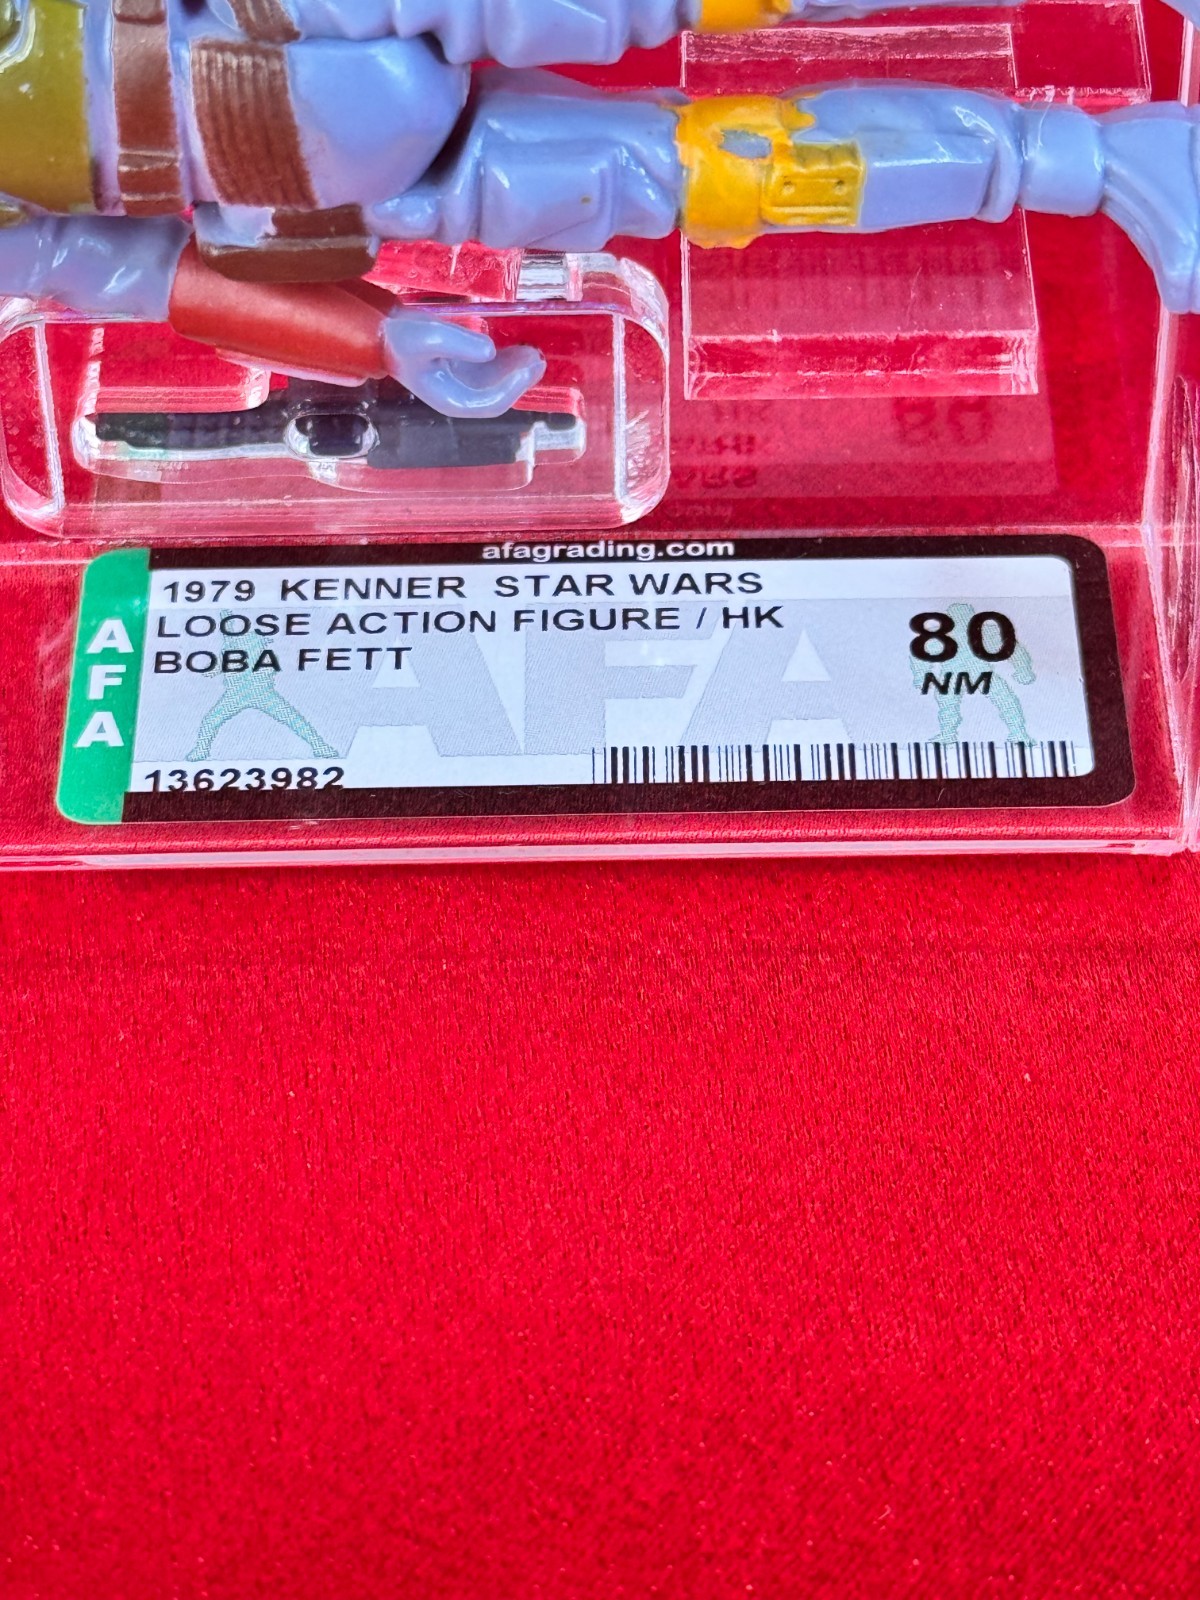 afagrading.com
AFA
1979 KENNER STAR WARS
LOOSE ACTION FIGURE / HK
BOBA FETT
80
NM
AFA
13623982